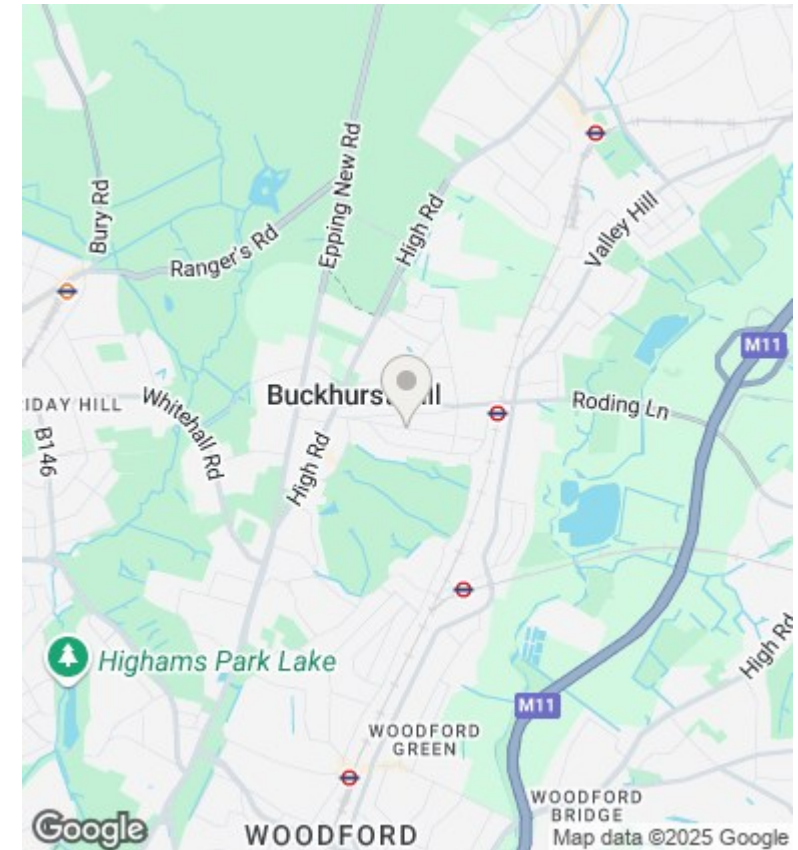 Bury Rd
Epping New Rd
High Rd
Ranger's Rd
Valley Hill
M11
IDAY HILL
Whitehall Rd
Buckhurst
ill
Roding Ln
B146
High Rd
Highams Park Lake
High Rd
M11
WOODFORD
GREEN
WOODFORD
BRIDGE
WOODFORD
Google
Map data ©2025 Google